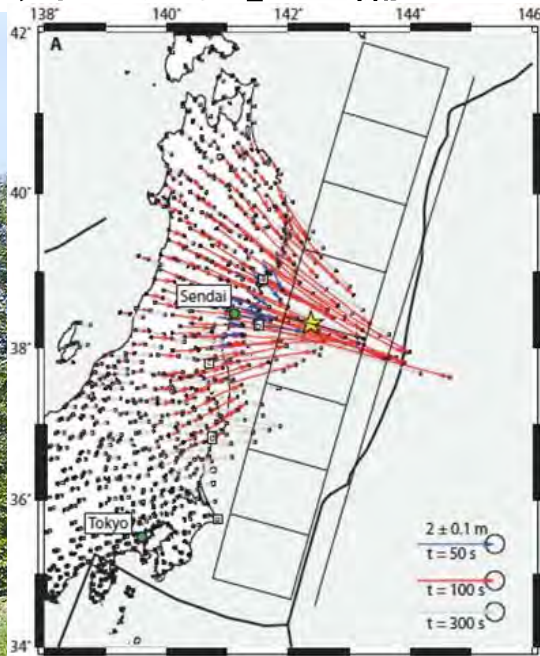 138
140
142
144
146
42°
A
40°
Sendai
38°
36°
Tokyo
2 ± 0.1 m
t = 50 s
t = 100 s
t = 300 s
34°